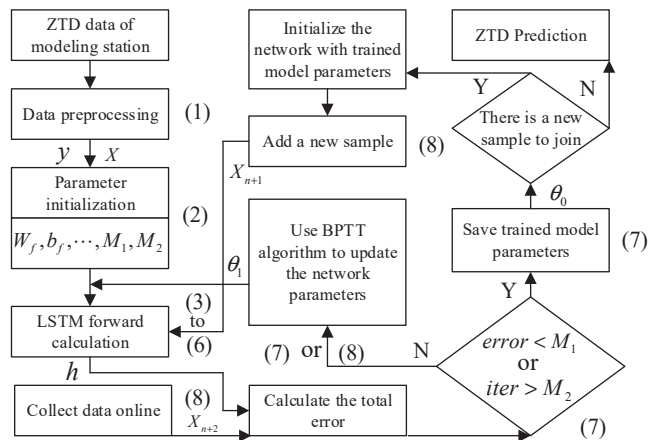 ZTD data of
modeling station
Data preprocessing
(1)
y
X
Parameter
initialization
(2)
W_f, b_f, ⋯, M_1, M_2
LSTM forward
calculation
(3)
to
(6)
h
Collect data online
(8)
X_{n+2}
Calculate the total
error
Initialize the
network with trained
model parameters
Add a new sample
(8)
X_{n+1}
Use BPTT
algorithm to update
the network
parameters
θ_1
(7) or (8)
N
error < M_1
or
iter > M_2
(7)
Y
Save trained model
parameters
(7)
θ_0
There is a new
sample to join
Y
N
ZTD Prediction